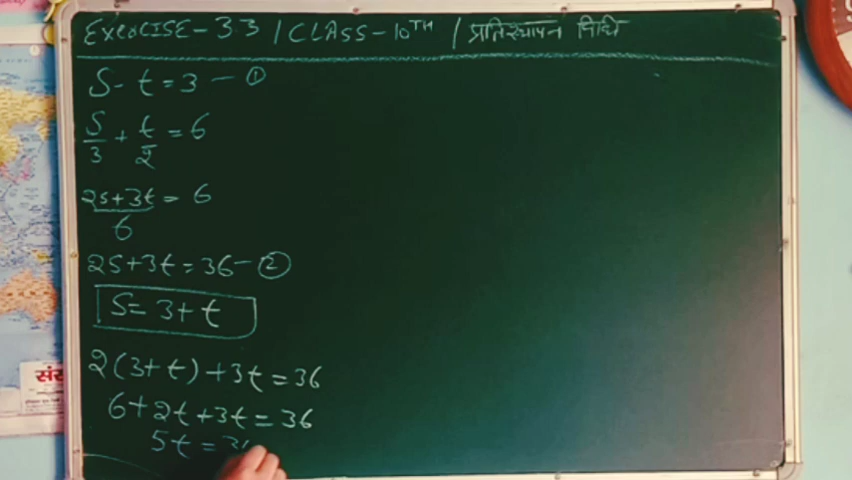 EXERCISE - 3.3 / CLASS - 10TH / प्रतिस्थापन विधि
S - t = 3 - ①
S/3 + t/2 = 6
2s+3t/6 = 6
2s+3t = 36 - ②
S = 3 + t
2(3+t)+3t = 36
6+2t+3t = 36
5t = 36
संस